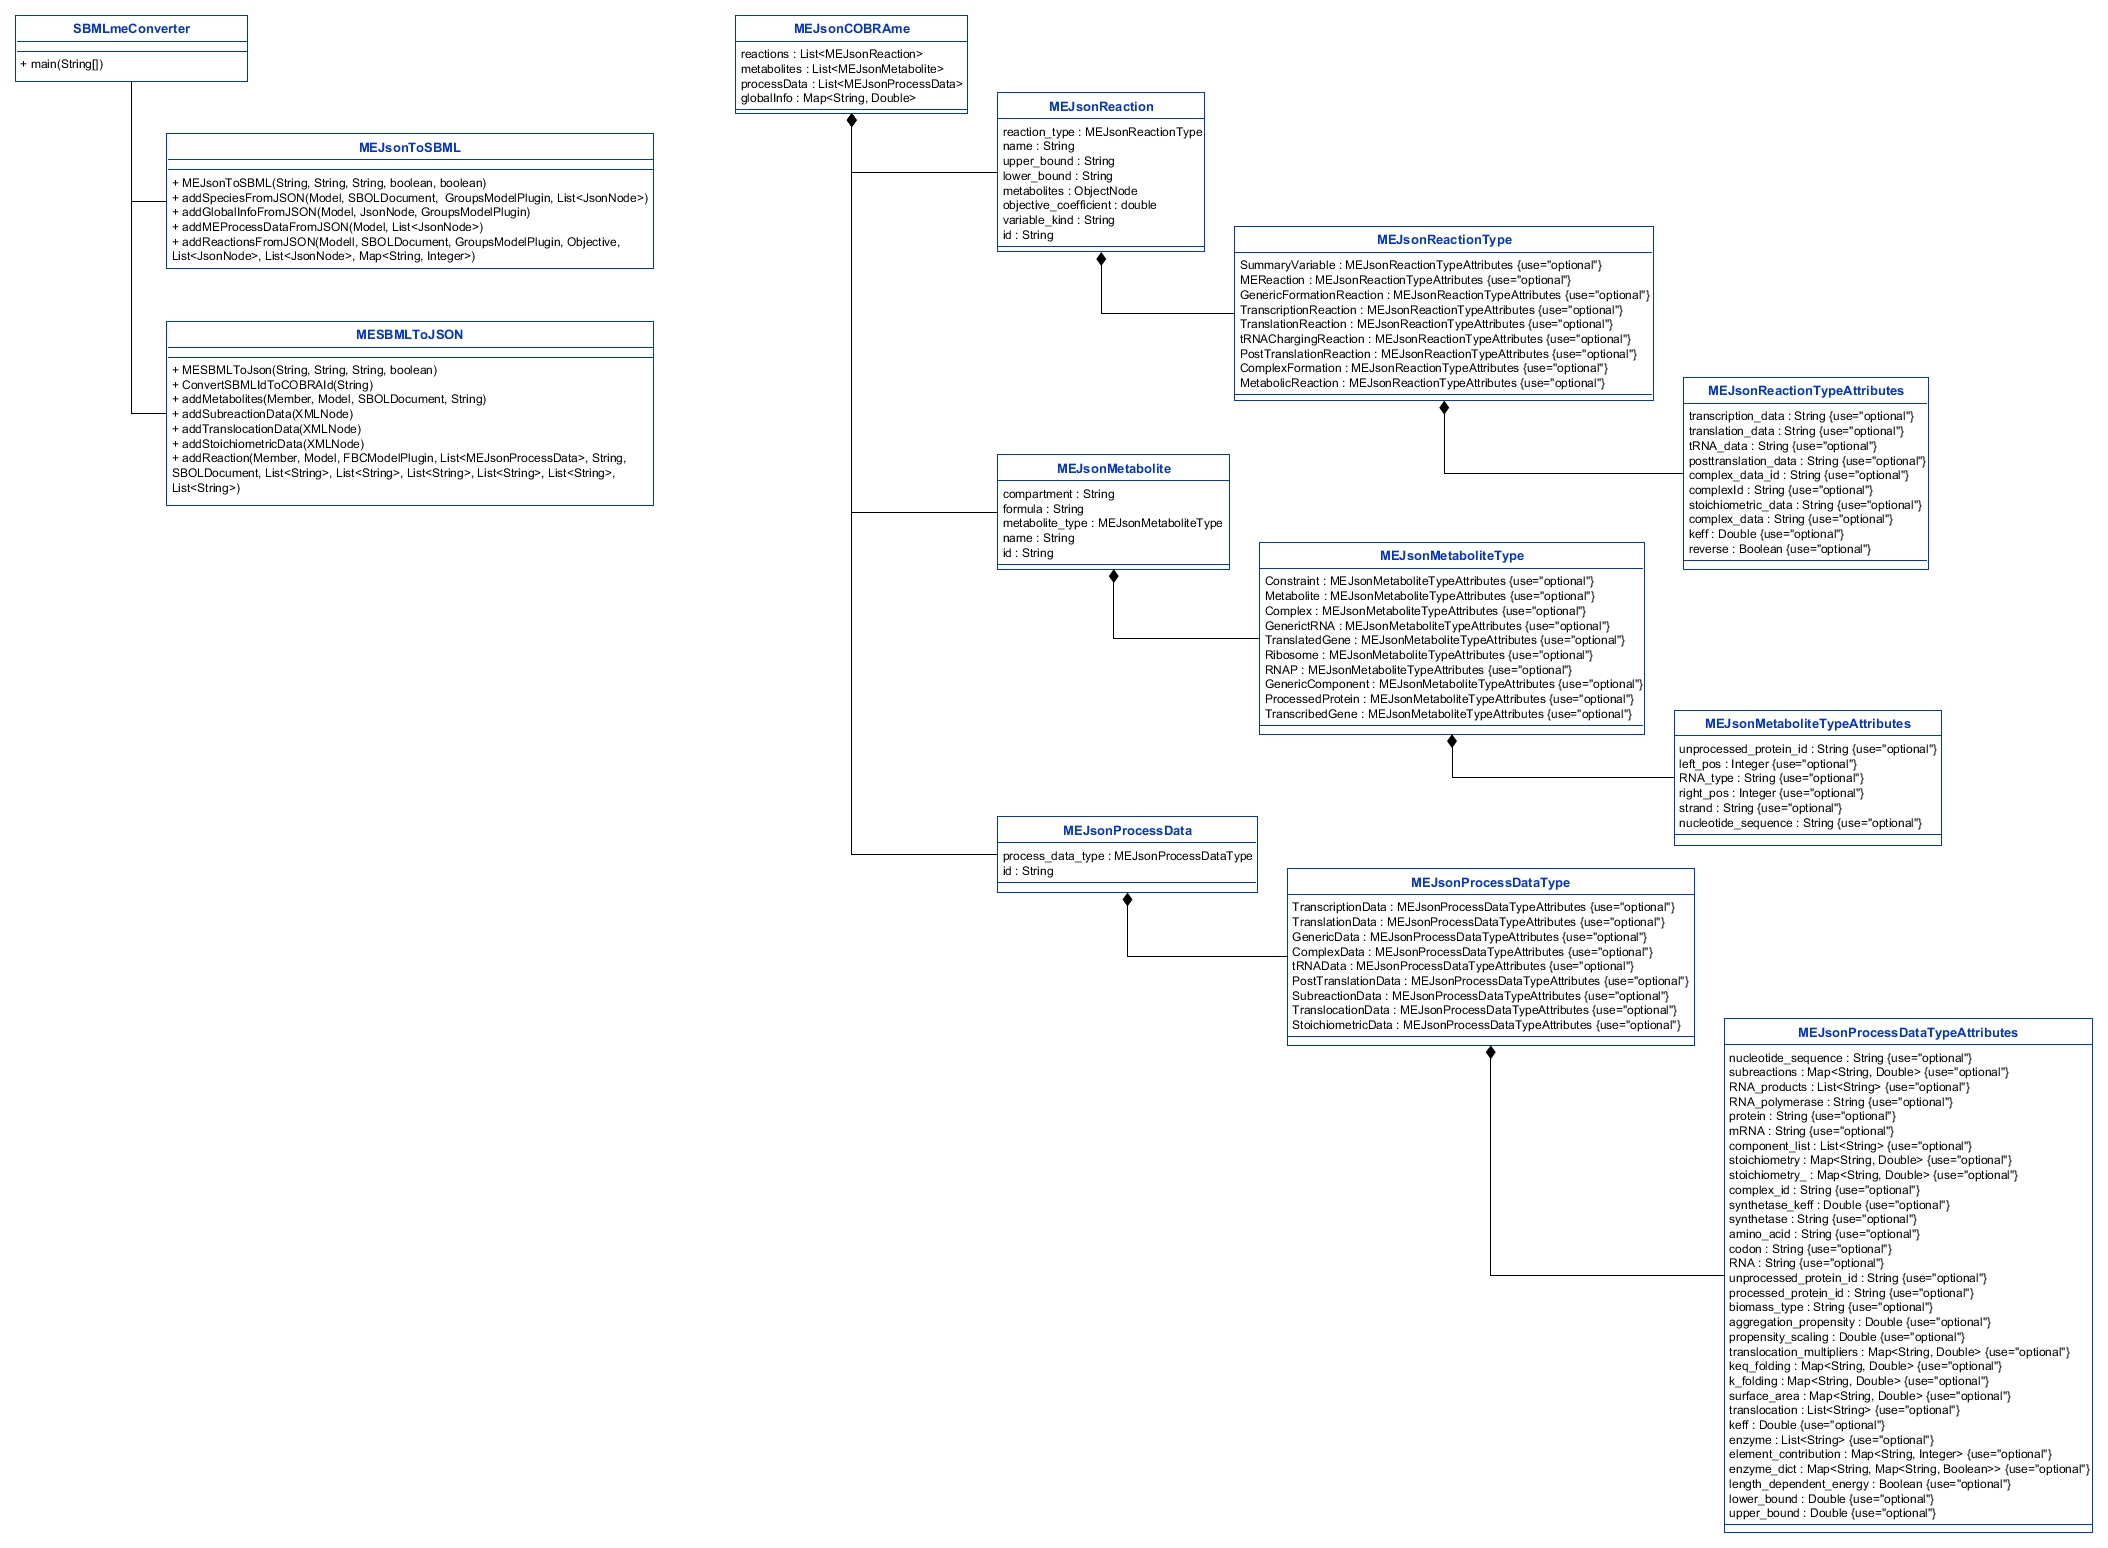 SBMLmeConverter
+ main(String[])
MEJsonToSBML
+ MEJsonToSBML(String, String, String, boolean, boolean)
+ addSpeciesFromJSON(Model, SBOLDocument,  GroupsModelPlugin, List<JsonNode>)
+ addGlobalInfoFromJSON(Model, JsonNode, GroupsModelPlugin)
+ addMEProcessDataFromJSON(Model, List<JsonNode>)
+ addReactionsFromJSON(Modell, SBOLDocument, GroupsModelPlugin, Objective,
List<JsonNode>, List<JsonNode>, Map<String, Integer>)
MESBMLToJSON
+ MESBMLToJson(String, String, String, boolean)
+ ConvertSBMLIdToCOBRAId(String)
+ addMetabolites(Member, Model, SBOLDocument, String)
+ addSubreactionData(XMLNode)
+ addTranslocationData(XMLNode)
+ addStoichiometricData(XMLNode)
+ addReaction(Member, Model, FBCModelPlugin, List<MEJsonProcessData>, String,
SBOLDocument, List<String>, List<String>, List<String>, List<String>, List<String>,
List<String>)
MEJsonCOBRAme
reactions : List<MEJsonReaction>
metabolites : List<MEJsonMetabolite>
processData : List<MEJsonProcessData>
globalInfo : Map<String, Double>
MEJsonReaction
reaction_type : MEJsonReactionType
name : String
upper_bound : String
lower_bound : String
metabolites : ObjectNode
objective_coefficient : double
variable_kind : String
id : String
MEJsonReactionType
SummaryVariable : MEJsonReactionTypeAttributes {use="optional"}
MEReaction : MEJsonReactionTypeAttributes {use="optional"}
GenericFormationReaction : MEJsonReactionTypeAttributes {use="optional"}
TranscriptionReaction : MEJsonReactionTypeAttributes {use="optional"}
TranslationReaction : MEJsonReactionTypeAttributes {use="optional"}
tRNAChargingReaction : MEJsonReactionTypeAttributes {use="optional"}
PostTranslationReaction : MEJsonReactionTypeAttributes {use="optional"}
ComplexFormation : MEJsonReactionTypeAttributes {use="optional"}
MetabolicReaction : MEJsonReactionTypeAttributes {use="optional"}
MEJsonReactionTypeAttributes
transcription_data : String {use="optional"}
translation_data : String {use="optional"}
tRNA_data : String {use="optional"}
posttranslation_data : String {use="optional"}
complex_data_id : String {use="optional"}
complexId : String {use="optional"}
stoichiometric_data : String {use="optional"}
complex_data : String {use="optional"}
keff : Double {use="optional"}
reverse : Boolean {use="optional"}
MEJsonMetabolite
compartment : String
formula : String
metabolite_type : MEJsonMetaboliteType
name : String
id : String
MEJsonMetaboliteType
Constraint : MEJsonMetaboliteTypeAttributes {use="optional"}
Metabolite : MEJsonMetaboliteTypeAttributes {use="optional"}
Complex : MEJsonMetaboliteTypeAttributes {use="optional"}
GenerictRNA : MEJsonMetaboliteTypeAttributes {use="optional"}
TranslatedGene : MEJsonMetaboliteTypeAttributes {use="optional"}
Ribosome : MEJsonMetaboliteTypeAttributes {use="optional"}
RNAP : MEJsonMetaboliteTypeAttributes {use="optional"}
GenericComponent : MEJsonMetaboliteTypeAttributes {use="optional"}
ProcessedProtein : MEJsonMetaboliteTypeAttributes {use="optional"}
TranscribedGene : MEJsonMetaboliteTypeAttributes {use="optional"}
MEJsonMetaboliteTypeAttributes
unprocessed_protein_id : String {use="optional"}
left_pos : Integer {use="optional"}
RNA_type : String {use="optional"}
right_pos : Integer {use="optional"}
strand : String {use="optional"}
nucleotide_sequence : String {use="optional"}
MEJsonProcessData
process_data_type : MEJsonProcessDataType
id : String
MEJsonProcessDataType
TranscriptionData : MEJsonProcessDataTypeAttributes {use="optional"}
TranslationData : MEJsonProcessDataTypeAttributes {use="optional"}
GenericData : MEJsonProcessDataTypeAttributes {use="optional"}
ComplexData : MEJsonProcessDataTypeAttributes {use="optional"}
tRNAData : MEJsonProcessDataTypeAttributes {use="optional"}
PostTranslationData : MEJsonProcessDataTypeAttributes {use="optional"}
SubreactionData : MEJsonProcessDataTypeAttributes {use="optional"}
TranslocationData : MEJsonProcessDataTypeAttributes {use="optional"}
StoichiometricData : MEJsonProcessDataTypeAttributes {use="optional"}
MEJsonProcessDataTypeAttributes
nucleotide_sequence : String {use="optional"}
subreactions : Map<String, Double> {use="optional"}
RNA_products : List<String> {use="optional"}
RNA_polymerase : String {use="optional"}
protein : String {use="optional"}
mRNA : String {use="optional"}
component_list : List<String> {use="optional"}
stoichiometry : Map<String, Double> {use="optional"}
stoichiometry_ : Map<String, Double> {use="optional"}
complex_id : String {use="optional"}
synthetase_keff : Double {use="optional"}
synthetase : String {use="optional"}
amino_acid : String {use="optional"}
codon : String {use="optional"}
RNA : String {use="optional"}
unprocessed_protein_id : String {use="optional"}
processed_protein_id : String {use="optional"}
biomass_type : String {use="optional"}
aggregation_propensity : Double {use="optional"}
propensity_scaling : Double {use="optional"}
translocation_multipliers : Map<String, Double> {use="optional"}
keq_folding : Map<String, Double> {use="optional"}
k_folding : Map<String, Double> {use="optional"}
surface_area : Map<String, Double> {use="optional"}
translocation : List<String> {use="optional"}
keff : Double {use="optional"}
enzyme : List<String> {use="optional"}
element_contribution : Map<String, Integer> {use="optional"}
enzyme_dict : Map<String, Map<String, Boolean>> {use="optional"}
length_dependent_energy : Boolean {use="optional"}
lower_bound : Double {use="optional"}
upper_bound : Double {use="optional"}